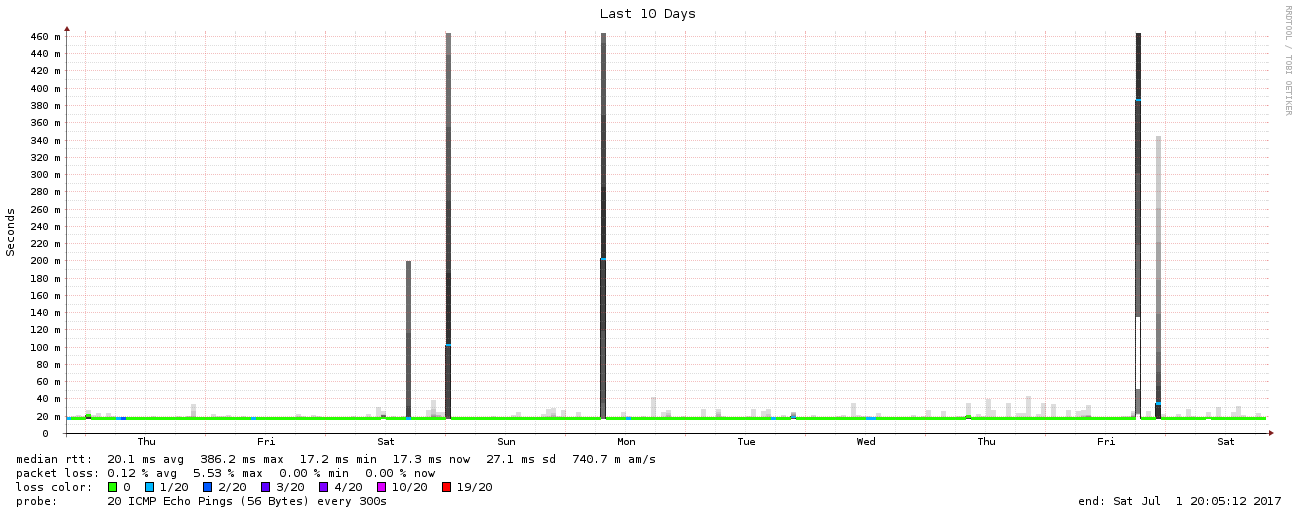 Last 10 Days
RRDTOOL / TOBI OETIKER
Seconds
460 m
440 m
420 m
400 m
380 m
360 m
340 m
320 m
300 m
280 m
260 m
240 m
220 m
200 m
180 m
160 m
140 m
120 m
100 m
80 m
60 m
40 m
20 m
0
Thu Fri Sat Sun Mon Tue Wed Thu Fri Sat
median rtt: 20.1 ms avg 386.2 ms max 17.2 ms min 17.3 ms now 27.1 ms sd 740.7 m am/s
packet loss: 0.12 % avg 5.53 % max 0.00 % min 0.00 % now
loss color: 0 1/20 2/20 3/20 4/20 10/20 19/20
probe: 20 ICMP Echo Pings (56 Bytes) every 300s end: Sat Jul 1 20:05:12 2017